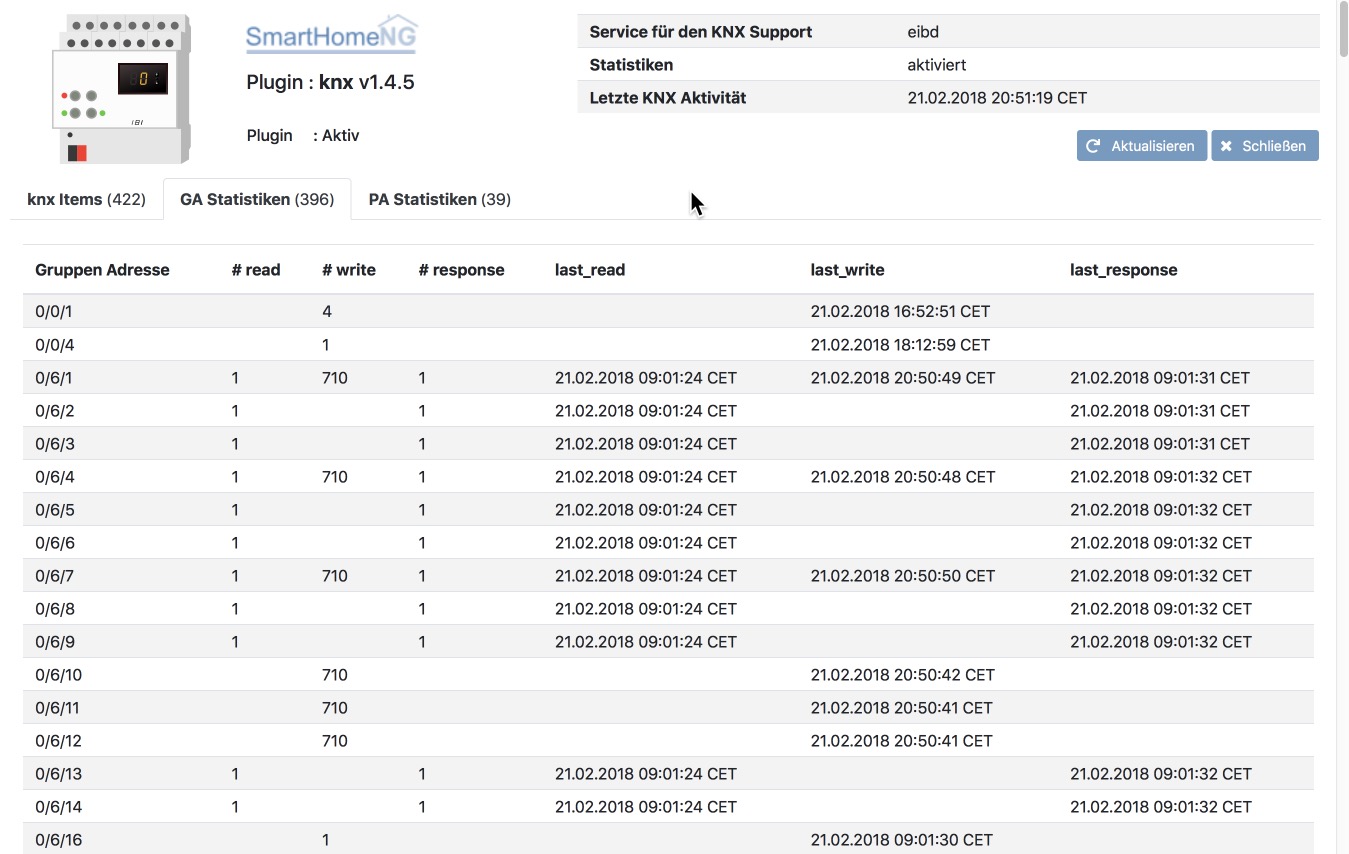 SmartHomeNG
Plugin : knx v1.4.5
Plugin : Aktiv
Service für den KNX Support eibd
Statistiken aktiviert
Letzte KNX Aktivität 21.02.2018 20:51:19 CET
Aktualisieren Schließen
knx Items (422) GA Statistiken (396) PA Statistiken (39)
Gruppen Adresse # read # write # response last_read last_write last_response
0/0/1 4 21.02.2018 16:52:51 CET
0/0/4 1 21.02.2018 18:12:59 CET
0/6/1 1 710 1 21.02.2018 09:01:24 CET 21.02.2018 20:50:49 CET 21.02.2018 09:01:31 CET
0/6/2 1 1 21.02.2018 09:01:24 CET 21.02.2018 09:01:31 CET
0/6/3 1 1 21.02.2018 09:01:24 CET 21.02.2018 09:01:31 CET
0/6/4 1 710 1 21.02.2018 09:01:24 CET 21.02.2018 20:50:48 CET 21.02.2018 09:01:32 CET
0/6/5 1 1 21.02.2018 09:01:24 CET 21.02.2018 09:01:32 CET
0/6/6 1 1 21.02.2018 09:01:24 CET 21.02.2018 09:01:32 CET
0/6/7 1 710 1 21.02.2018 09:01:24 CET 21.02.2018 20:50:50 CET 21.02.2018 09:01:32 CET
0/6/8 1 1 21.02.2018 09:01:24 CET 21.02.2018 09:01:32 CET
0/6/9 1 1 21.02.2018 09:01:24 CET 21.02.2018 09:01:32 CET
0/6/10 710 21.02.2018 20:50:42 CET
0/6/11 710 21.02.2018 20:50:41 CET
0/6/12 710 21.02.2018 20:50:41 CET
0/6/13 1 1 21.02.2018 09:01:24 CET 21.02.2018 09:01:32 CET
0/6/14 1 1 21.02.2018 09:01:24 CET 21.02.2018 09:01:32 CET
0/6/16 1 21.02.2018 09:01:30 CET